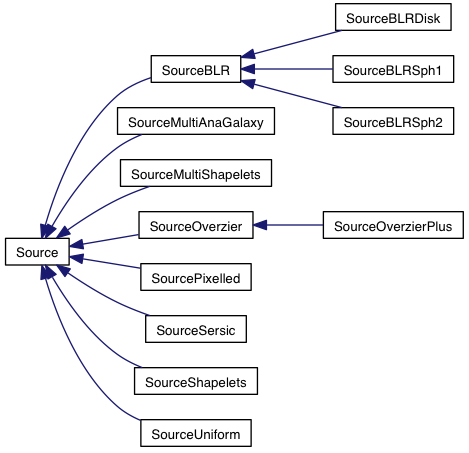 SourceBLRDisk
SourceBLR
SourceBLRSph1
SourceBLRSph2
SourceMultiAnaGalaxy
SourceMultiShapelets
SourceOverzier
SourceOverzierPlus
Source
SourcePixelled
SourceSersic
SourceShapelets
SourceUniform